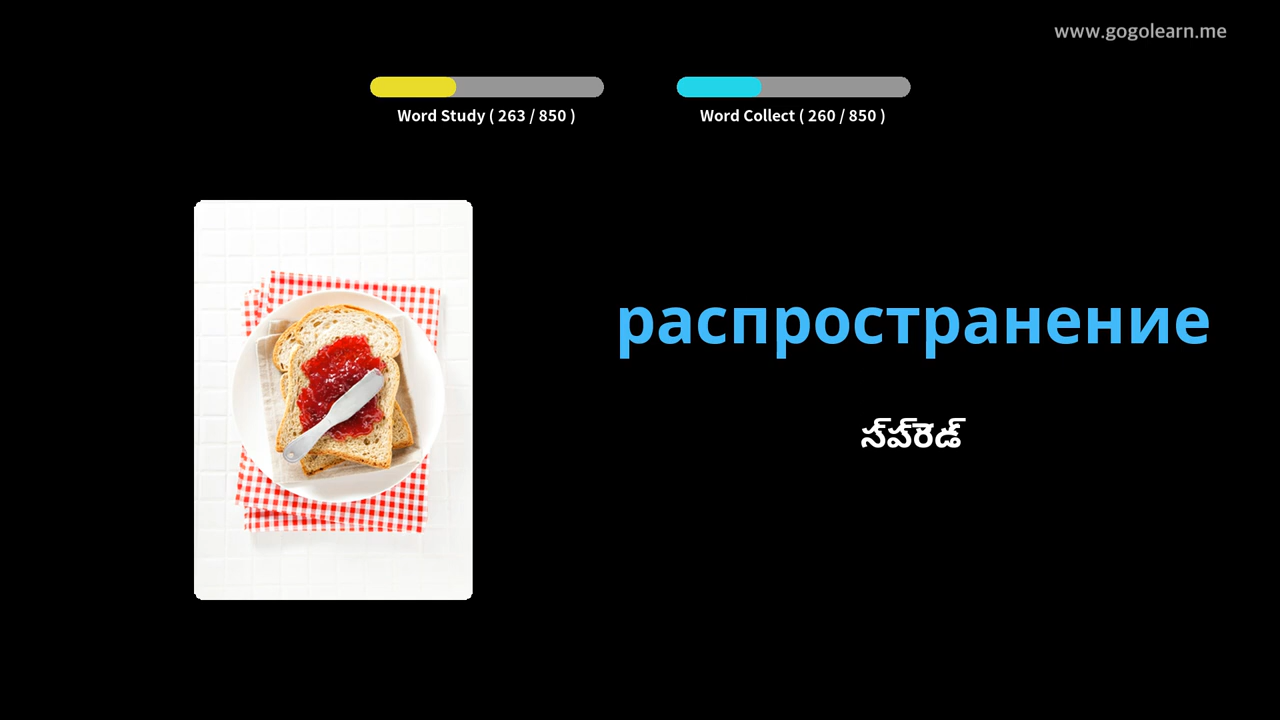 www.gogolearn.me
Word Study ( 263 / 850 )
Word Collect ( 260 / 850 )
распространение
స్ప్రెడ్